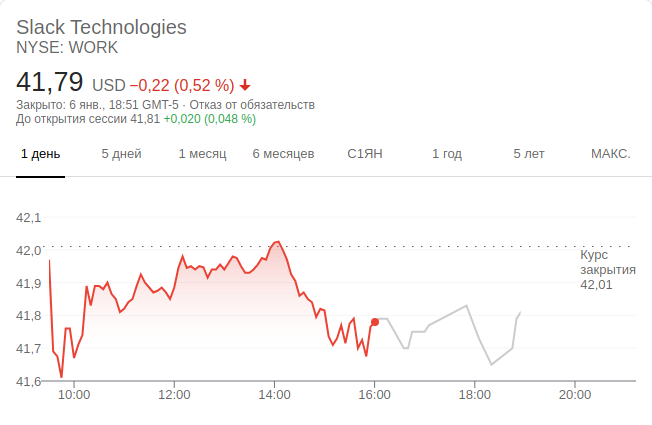 Slack Technologies
NYSE: WORK
41,79 USD −0,22 (0,52 %)
Закрыто: 6 янв., 18:51 GMT-5 · Отказ от обязательств
До открытия сессии 41,81 +0,020 (0,048 %)
1 день 5 дней 1 месяц 6 месяцев С1ЯН 1 год 5 лет МАКС.
42,1
42,0
Курс
закрытия
42,01
41,9
41,8
41,7
41,6
10:00 12:00 14:00 16:00 18:00 20:00